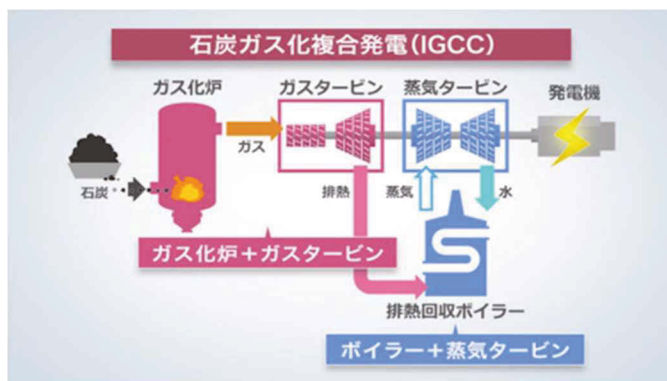 石炭ガス化複合発電(IGCC)
ガス化炉
ガスタービン
蒸気タービン
発電機
ガス
石炭
排熱
蒸気
水
ガス化炉＋ガスタービン
排熱回収ボイラー
ボイラー＋蒸気タービン